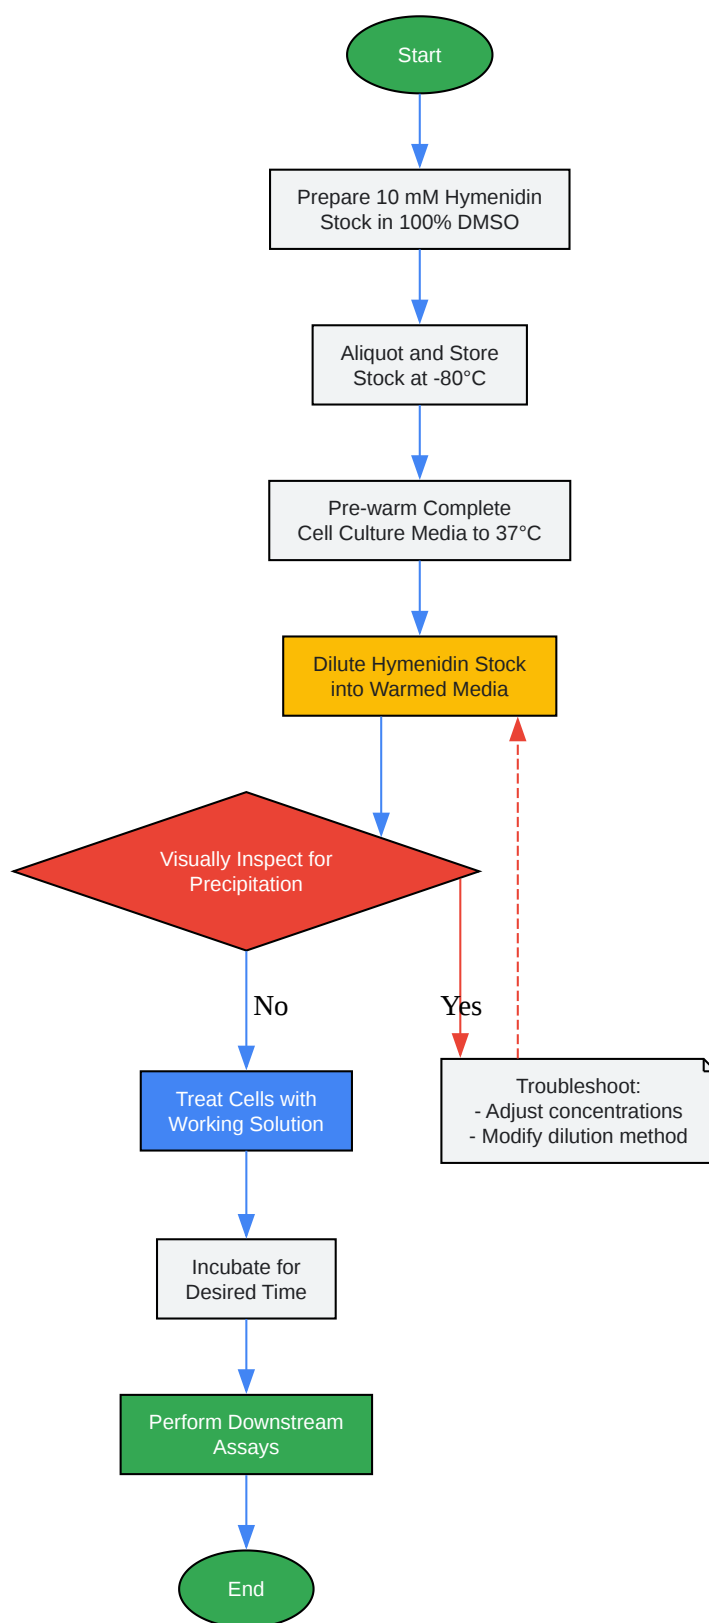 Start
Prepare 10 mM Hymenidin
Stock in 100% DMSO
Aliquot and Store
Stock at -80°C
Pre-warm Complete
Cell Culture Media to 37°C
Dilute Hymenidin Stock
into Warmed Media
Visually Inspect for
Precipitation
No
Yes
Treat Cells with
Working Solution
Troubleshoot:
- Adjust concentrations
- Modify dilution method
Incubate for
Desired Time
Perform Downstream
Assays
End